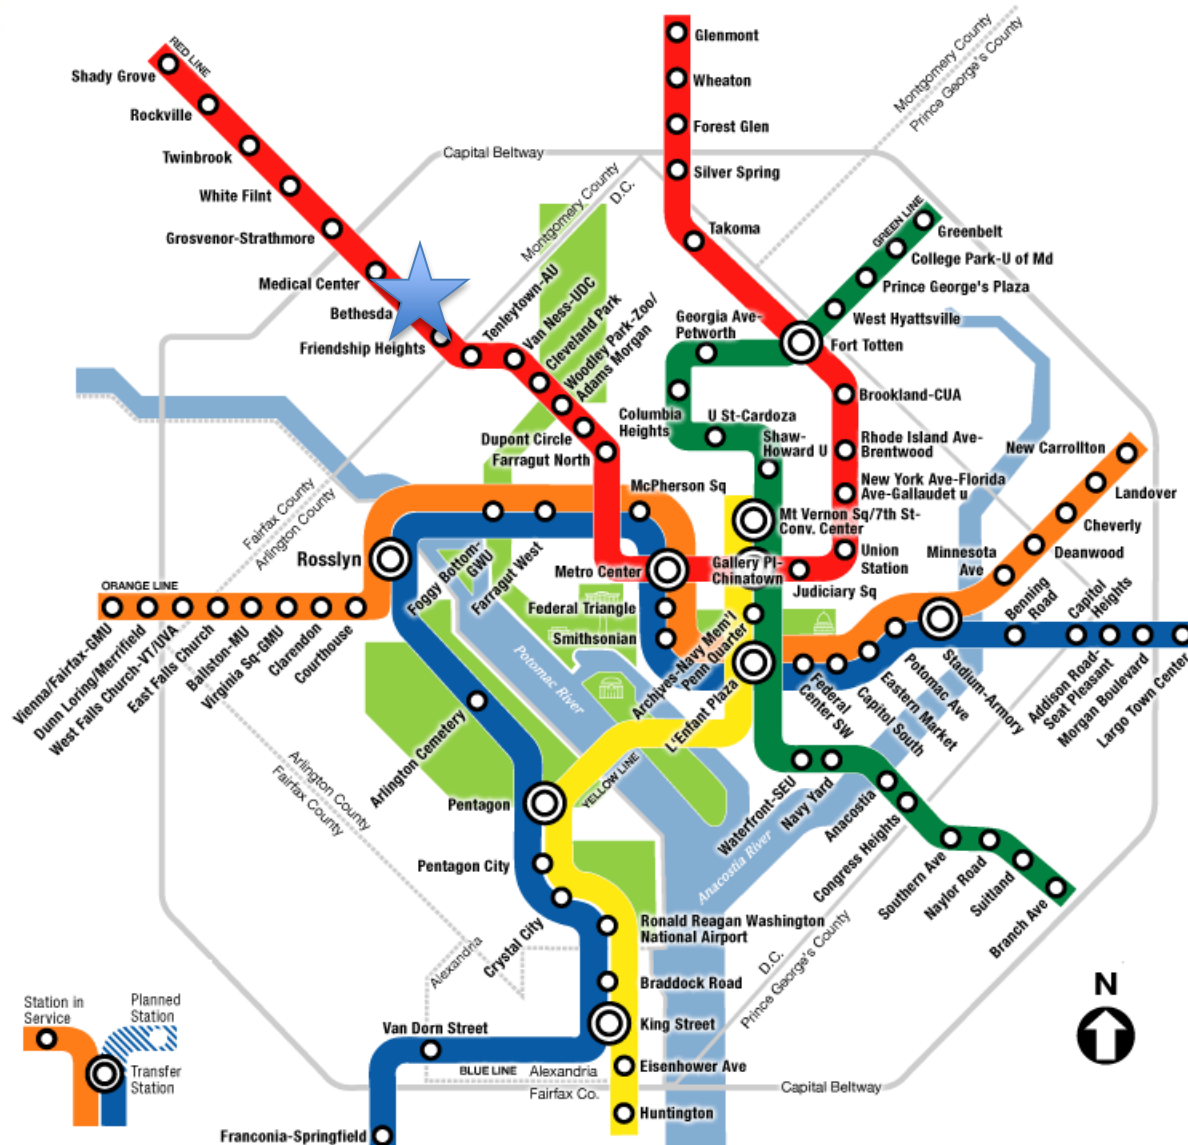 RED LINE
Shady Grove
Rockville
Twinbrook
White Filnt
Grosvenor-Strathmore
Medical Center
Bethesda
Friendship Heights
Tenleytown-AU
Van Ness-UDC
Cleveland Park
Woodley Park-Zoo/
Adams Morgan
Dupont Circle
Farragut North
Glenmont
Wheaton
Forest Glen
Silver Spring
Takoma
Montgomery County
Prince George's County
Capital Beltway
Montgomery County
D.C.
GREEN LINE
Greenbelt
College Park-U of Md
Prince George's Plaza
West Hyattsville
Fort Totten
Georgia Ave-
Petworth
Columbia
Heights
U St-Cardoza
Shaw-
Howard U
Brookland-CUA
Rhode Island Ave-
Brentwood
New York Ave-Florida
Ave-Gallaudet u
Mt Vernon Sq/7th St-
Conv. Center
Union
Station
Judiciary Sq
Gallery Pl-
Chinatown
Metro Center
McPherson Sq
Farragut West
Foggy Bottom-
GWU
Rosslyn
Fairfax County
Arlington County
ORANGE LINE
Vienna/Fairfax-GMU
Dunn Loring/Merrifield
West Falls Church-VT/UVA
East Falls Church
Ballston-MU
Virginia Sq-GMU
Clarendon
Courthouse
New Carrollton
Landover
Cheverly
Deanwood
Minnesota
Ave
Benning
Road
Capitol
Heights
Addison Road-
Seat Pleasant
Morgan Boulevard
Largo Town Center
Stadium-Armory
Potomac Ave
Eastern Market
Capitol South
Federal
Center SW
Federal Triangle
Smithsonian
Archives-Navy Mem'l
Penn Quarter
L'Enfant Plaza
Potomac River
Arlington Cemetery
Pentagon
YELLOW LINE
Arlington County
Fairfax County
Pentagon City
Crystal City
Ronald Reagan Washington
National Airport
Braddock Road
King Street
Eisenhower Ave
Huntington
Waterfront-SEU
Navy Yard
Anacostia
Congress Heights
Southern Ave
Naylor Road
Suitland
Branch Ave
Anacostia River
D.C.
Prince George's County
Alexandria
Van Dorn Street
BLUE LINE
Alexandria
Fairfax Co.
Franconia-Springfield
Capital Beltway
N
Station in
Service
Planned
Station
Transfer
Station